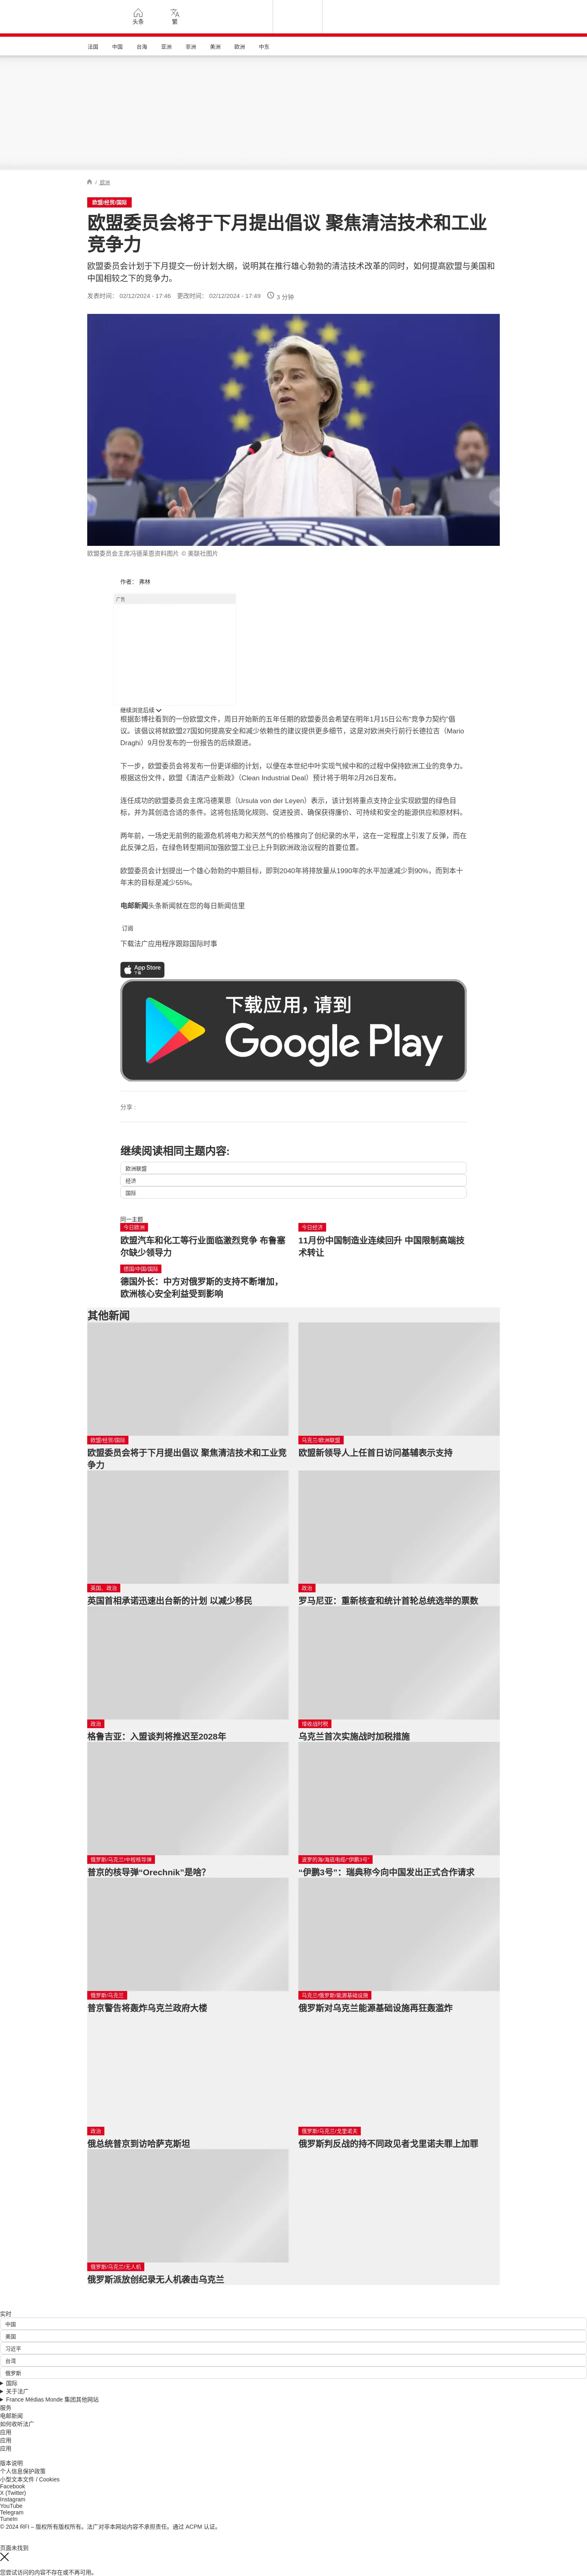 头条
繁
法国
中国
台海
亚洲
非洲
美洲
欧洲
中东
/ 欧洲
欧盟/经贸/国际
欧盟委员会将于下月提出倡议 聚焦清洁技术和工业
竞争力
欧盟委员会计划于下月提交一份计划大纲，说明其在推行雄心勃勃的清洁技术改革的同时，如何提高欧盟与美国和
中国相较之下的竞争力。
发表时间： 02/12/2024 - 17:46 更改时间： 02/12/2024 - 17:49 3 分钟
欧盟委员会主席冯德莱恩资料图片 © 美联社图片
作者： 弗林
广告
继续浏览后续
根据彭博社看到的一份欧盟文件，周日开始新的五年任期的欧盟委员会希望在明年1月15日公布“竞争力契约”倡
议。该倡议将就欧盟27国如何提高安全和减少依赖性的建议提供更多细节，这是对欧洲央行前行长德拉吉（Mario
Draghi）9月份发布的一份报告的后续跟进。
下一步，欧盟委员会将发布一份更详细的计划，以便在本世纪中叶实现气候中和的过程中保持欧洲工业的竞争力。
根据这份文件，欧盟《清洁产业新政》（Clean Industrial Deal）预计将于明年2月26日发布。
连任成功的欧盟委员会主席冯德莱恩（Ursula von der Leyen）表示，该计划将重点支持企业实现欧盟的绿色目
标，并为其创造合适的条件。这将包括简化规则、促进投资、确保获得廉价、可持续和安全的能源供应和原材料。
两年前，一场史无前例的能源危机将电力和天然气的价格推向了创纪录的水平，这在一定程度上引发了反弹，而在
此反弹之后，在绿色转型期间加强欧盟工业已上升到欧洲政治议程的首要位置。
欧盟委员会计划提出一个雄心勃勃的中期目标，即到2040年将排放量从1990年的水平加速减少到90%，而到本十
年末的目标是减少55%。
电邮新闻头条新闻就在您的每日新闻信里
订阅
下载法广应用程序跟踪国际时事
App Store
下载
下载应用，请到
Google Play
分享 :
继续阅读相同主题内容:
欧洲联盟
经济
国际
同一主题
今日欧洲
欧盟汽车和化工等行业面临激烈竞争 布鲁塞
尔缺少领导力
今日经济
11月份中国制造业连续回升 中国限制高端技
术转让
德国/中国/国际
德国外长：中方对俄罗斯的支持不断增加，
欧洲核心安全利益受到影响
其他新闻
欧盟/经贸/国际
欧盟委员会将于下月提出倡议 聚焦清洁技术和工业竞
争力
乌克兰/欧洲联盟
欧盟新领导人上任首日访问基辅表示支持
英国、政治
英国首相承诺迅速出台新的计划 以减少移民
政治
罗马尼亚：重新核查和统计首轮总统选举的票数
政治
格鲁吉亚：入盟谈判将推迟至2028年
增收战时税
乌克兰首次实施战时加税措施
俄罗斯/乌克兰/中程核导弹
普京的核导弹“Orechnik”是啥？
波罗的海/海底电缆/“伊鹏3号”
“伊鹏3号”：瑞典称今向中国发出正式合作请求
俄罗斯/乌克兰
普京警告将轰炸乌克兰政府大楼
乌克兰/俄罗斯/能源基础设施
俄罗斯对乌克兰能源基础设施再狂轰滥炸
政治
俄总统普京到访哈萨克斯坦
俄罗斯/乌克兰/戈里诺夫
俄罗斯判反战的持不同政见者戈里诺夫罪上加罪
俄罗斯/乌克兰/无人机
俄罗斯派放创纪录无人机袭击乌克兰
实时
中国
美国
习近平
台湾
俄罗斯
国际
关于法广
France Médias Monde 集团其他网站
服务
电邮新闻
如何收听法广
应用
应用
应用
版本说明
个人信息保护政策
小型文本文件 / Cookies
Facebook
X (Twitter)
Instagram
YouTube
Telegram
TuneIn
© 2024 RFI – 版权所有版权所有。法广对非本网站内容不承担责任。通过 ACPM 认证。
页面未找到
您尝试访问的内容不存在或不再可用。